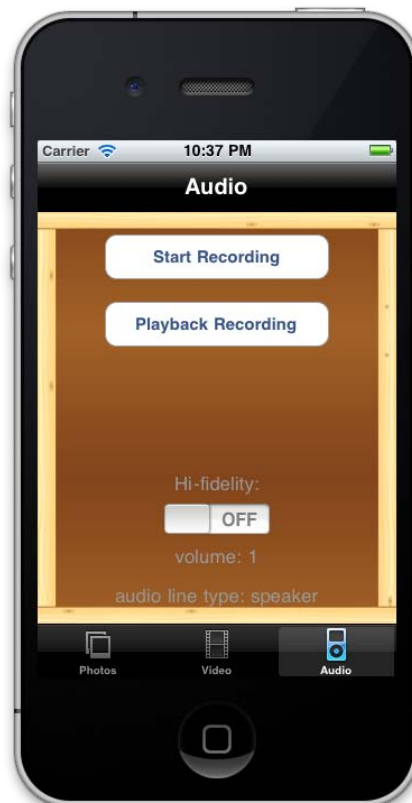 Carrier 10:37 PM
Audio
Start Recording
Playback Recording
Hi-fidelity:
OFF
volume: 1
audio line type: speaker
Photos Video Audio